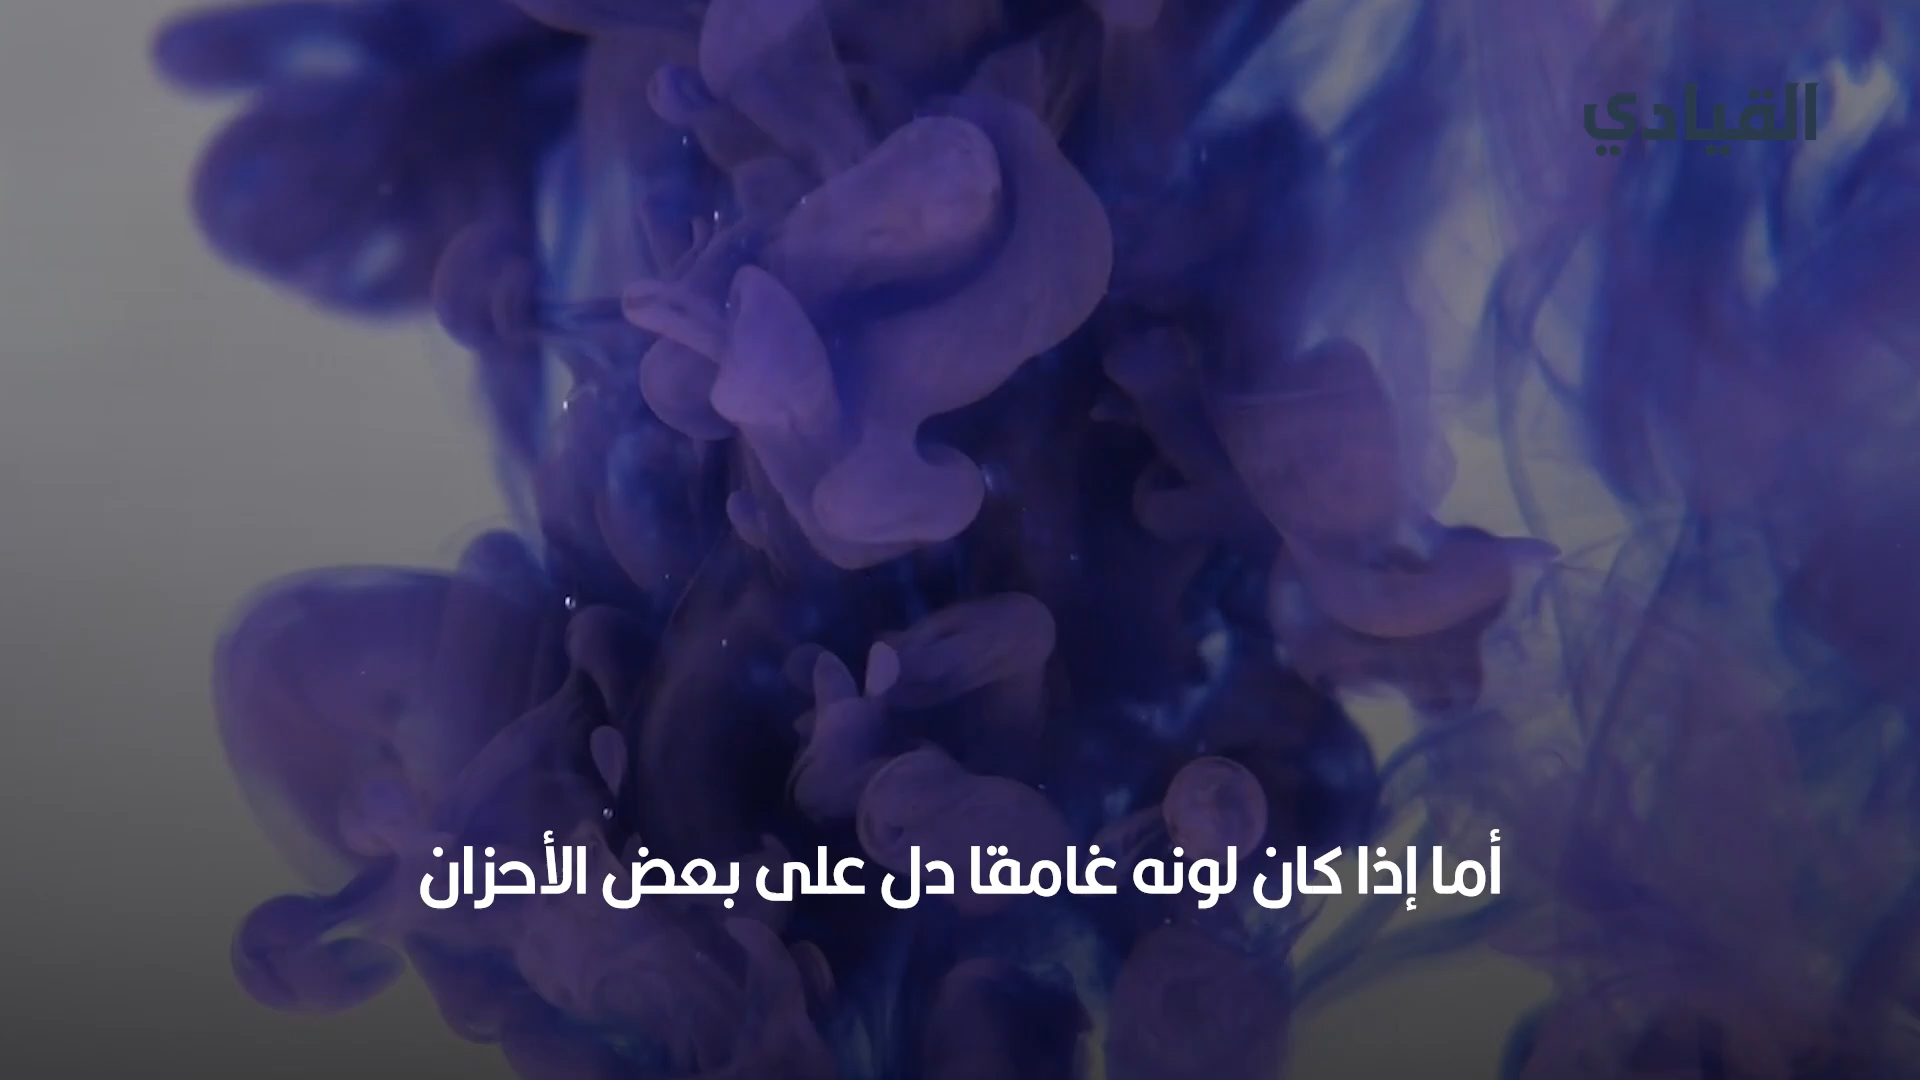 القيادي
أما إذا كان لونه غامقا دل على بعض الأحزان